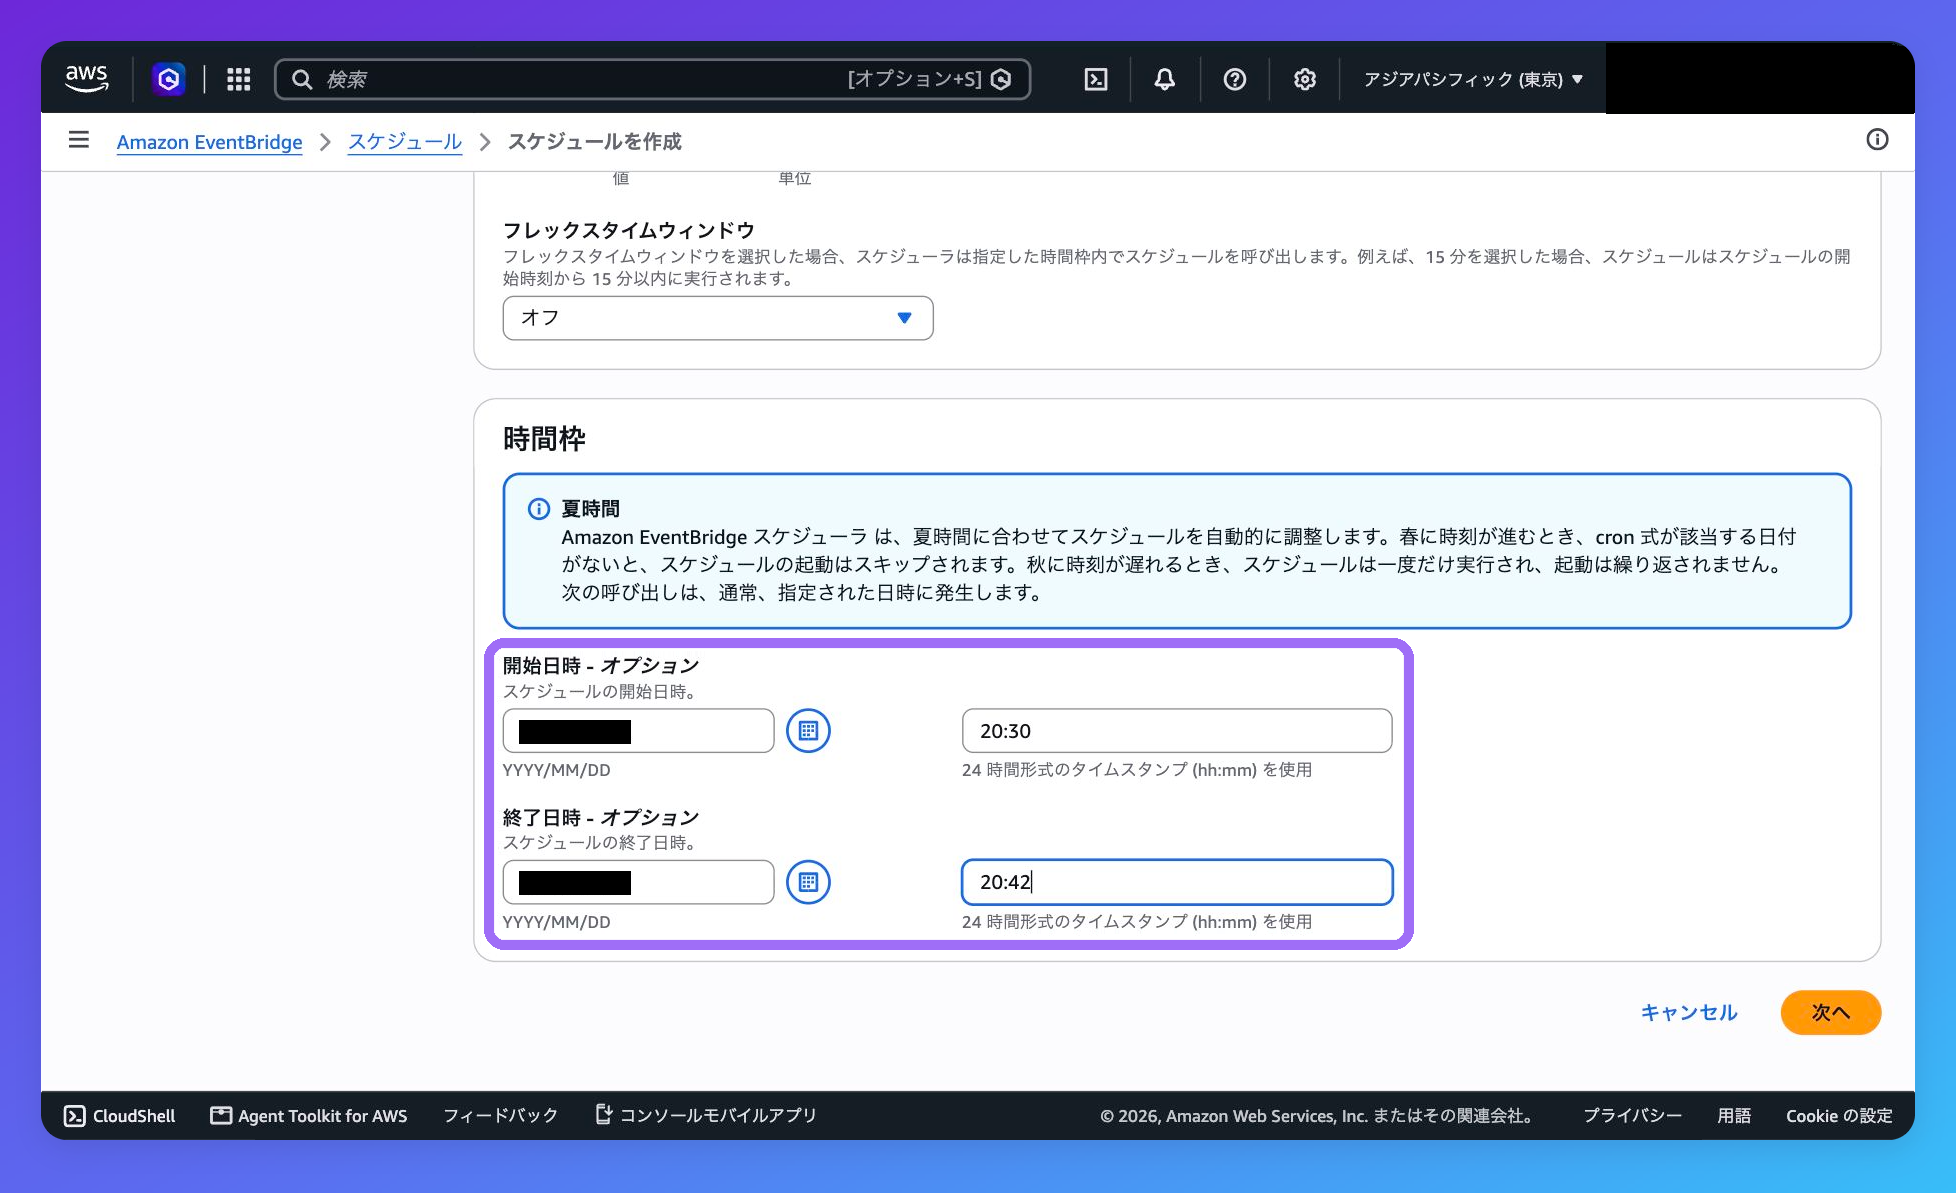 aws
検索
[オプション+S]
アジアパシフィック (東京) ▼
Amazon EventBridge
スケジュール
スケジュールを作成
値
単位
フレックスタイムウィンドウ
フレックスタイムウィンドウを選択した場合、スケジューラは指定した時間枠内でスケジュールを呼び出します。例えば、15 分を選択した場合、スケジュールはスケジュールの開
始時刻から 15 分以内に実行されます。
オフ
時間枠
夏時間
Amazon EventBridge スケジューラ は、夏時間に合わせてスケジュールを自動的に調整します。春に時刻が進むとき、cron 式が該当する日付
がないと、スケジュールの起動はスキップされます。秋に時刻が遅れるとき、スケジュールは一度だけ実行され、起動は繰り返されません。
次の呼び出しは、通常、指定された日時に発生します。
開始日時 - オプション
スケジュールの開始日時。
20:30
YYYY/MM/DD
24 時間形式のタイムスタンプ (hh:mm) を使用
終了日時 - オプション
スケジュールの終了日時。
20:42
YYYY/MM/DD
24 時間形式のタイムスタンプ (hh:mm) を使用
キャンセル
次へ
CloudShell
Agent Toolkit for AWS
フィードバック
コンソールモバイルアプリ
© 2026, Amazon Web Services, Inc. またはその関連会社。
プライバシー
用語
Cookie の設定